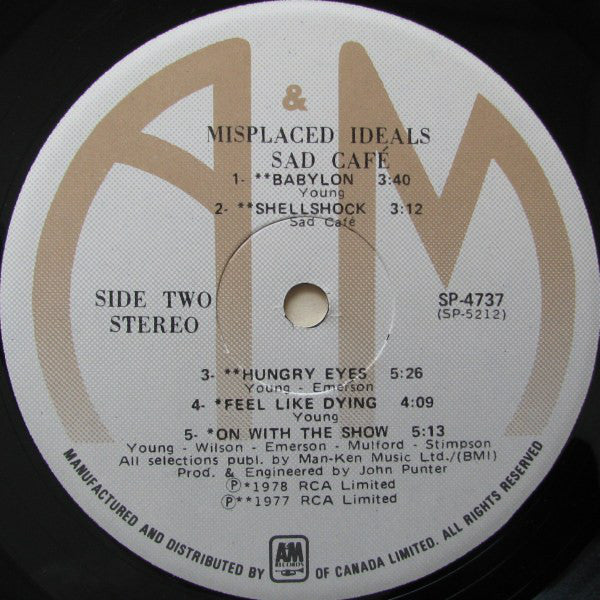 A & M
MISPLACED IDEALS
SAD CAFÉ
1- **BABYLON 3:40
Young
2- **SHELLSHOCK 3:12
Sad Café
SIDE TWO
STEREO
SP-4737
(SP-5212)
3- **HUNGRY EYES 5:26
Young - Emerson
4- *FEEL LIKE DYING 4:09
Young
5- *ON WITH THE SHOW 5:13
Young - Wilson - Emerson - Mulford - Stimpson
All selections publ. by Man-Ken Music Ltd./(BMI)
Prod. & Engineered by John Punter
Ⓟ*1978 RCA Limited
Ⓟ**1977 RCA Limited
MANUFACTURED AND DISTRIBUTED BY A&M RECORDS OF CANADA LIMITED. ALL RIGHTS RESERVED